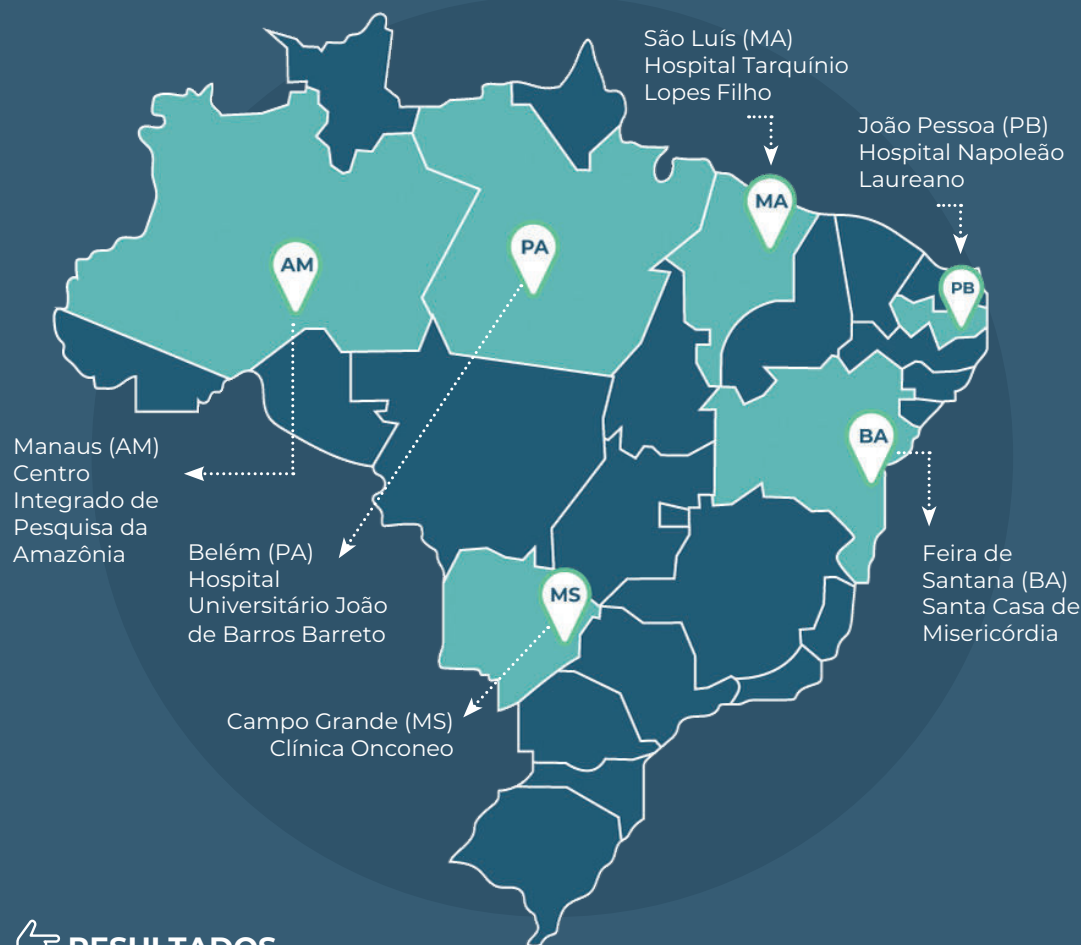 São Luís (MA)
Hospital Tarquínio
Lopes Filho
João Pessoa (PB)
Hospital Napoleão
Laureano
MA
PA
AM
PB
BA
Manaus (AM)
Centro
Integrado de
Pesquisa da
Amazônia
Belém (PA)
Hospital
Universitário João
de Barros Barreto
MS
Feira de
Santana (BA)
Santa Casa de
Misericórdia
Campo Grande (MS)
Clínica Onconeo
RESULTADOS